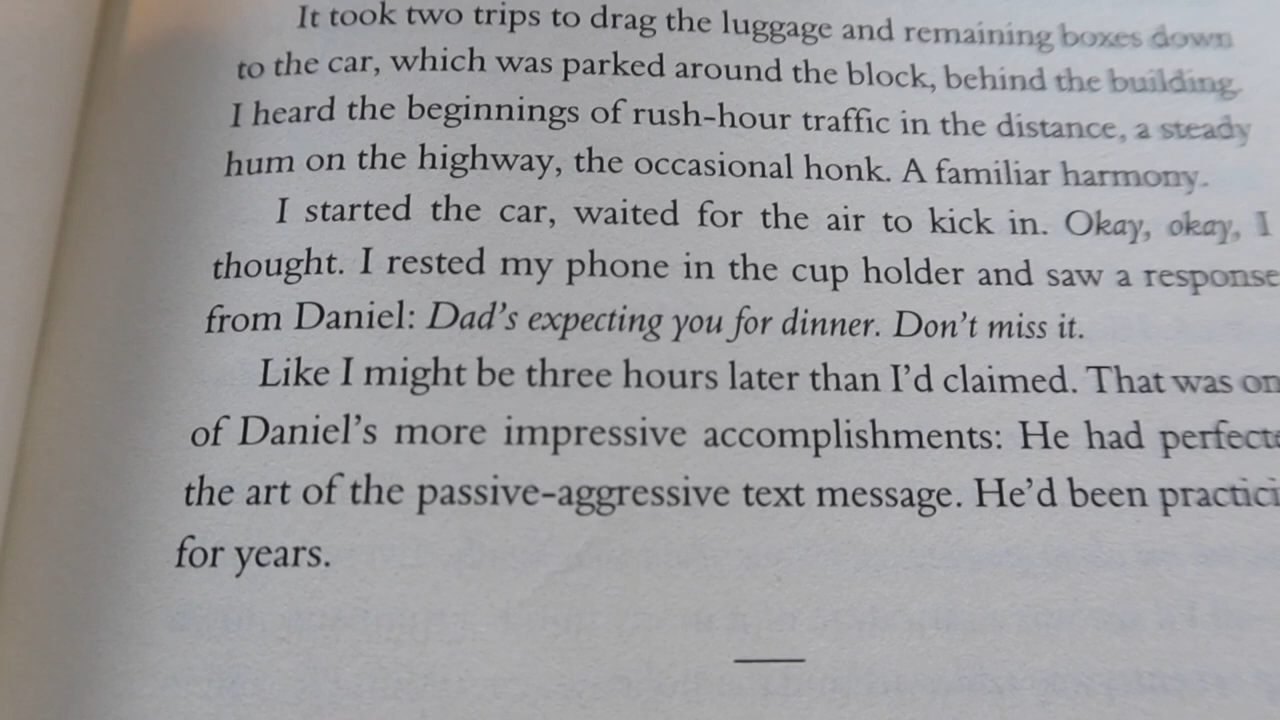 It took two trips to drag the luggage and remaining boxes down
to the car, which was parked around the block, behind the building.
I heard the beginnings of rush-hour traffic in the distance, a steady
hum on the highway, the occasional honk. A familiar harmony.
I started the car, waited for the air to kick in. Okay, okay, I
thought. I rested my phone in the cup holder and saw a response
from Daniel: Dad’s expecting you for dinner. Don’t miss it.
Like I might be three hours later than I’d claimed. That was on
of Daniel’s more impressive accomplishments: He had perfecte
the art of the passive-aggressive text message. He’d been practici
for years.